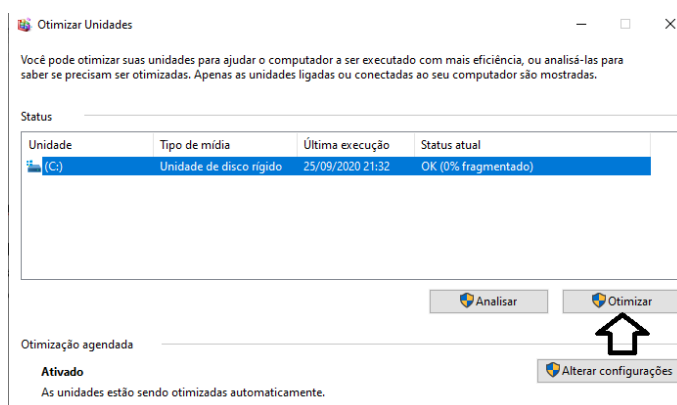 Otimizar Unidades
Você pode otimizar suas unidades para ajudar o computador a ser executado com mais eficiência, ou analisá-las para
saber se precisam ser otimizadas. Apenas as unidades ligadas ou conectadas ao seu computador são mostradas.
Status
Unidade Tipo de mídia Última execução Status atual
(C:) Unidade de disco rígido 25/09/2020 21:32 OK (0% fragmentado)
Analisar Otimizar
Otimização agendada
Ativado Alterar configurações
As unidades estão sendo otimizadas automaticamente.